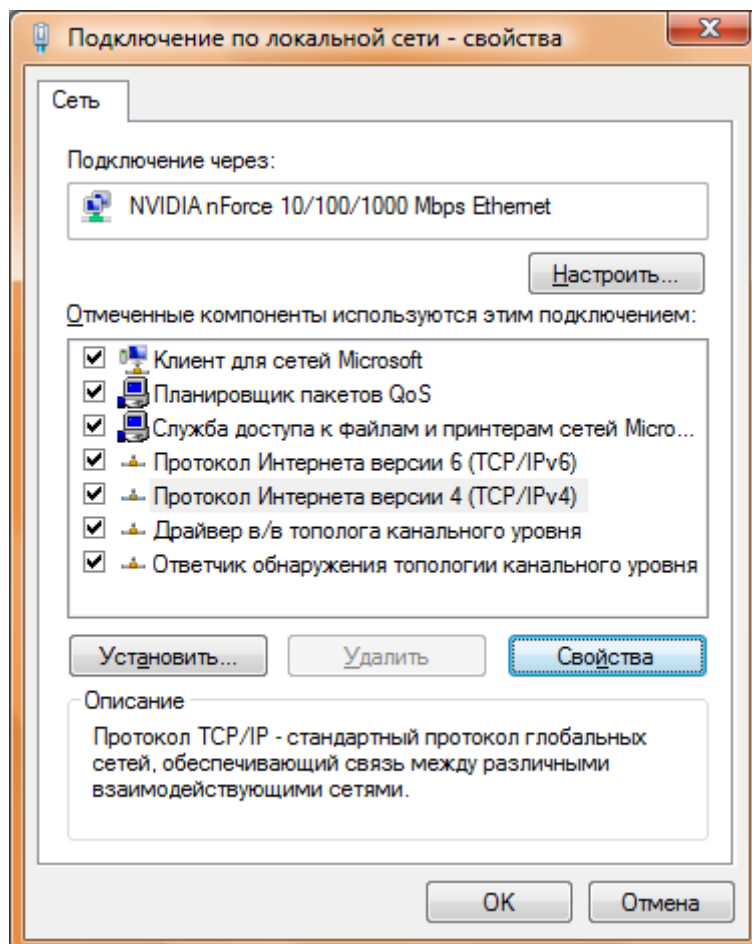 Подключение по локальной сети - свойства
Сеть
Подключение через:
NVIDIA nForce 10/100/1000 Mbps Ethernet
Настроить...
Отмеченные компоненты используются этим подключением:
Клиент для сетей Microsoft
Планировщик пакетов QoS
Служба доступа к файлам и принтерам сетей Micro...
Протокол Интернета версии 6 (TCP/IPv6)
Протокол Интернета версии 4 (TCP/IPv4)
Драйвер в/в тополога канального уровня
Ответчик обнаружения топологии канального уровня
Установить...
Удалить
Свойства
Описание
Протокол TCP/IP - стандартный протокол глобальных
сетей, обеспечивающий связь между различными
взаимодействующими сетями.
OK
Отмена